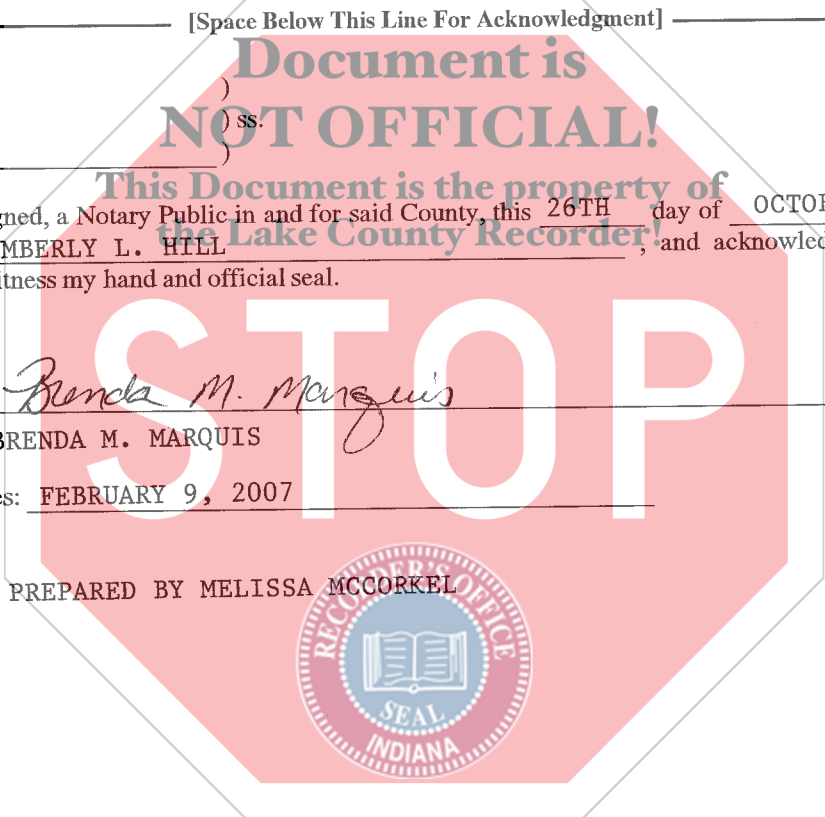 [Space Below This Line For Acknowledgment]
Document is
)
NOT OFFICIAL!
) ss.
)
This Document is the property of
gned, a Notary Public in and for said County, this 26TH day of OCTOB
the Lake County Recorder!
MBERLY L. HILL , and acknowled
itness my hand and official seal.
STOP
Brenda M. Marquis
BRENDA M. MARQUIS
es: FEBRUARY 9, 2007
PREPARED BY MELISSA MCCORKEL
RECORDER'S OFFICE
SEAL
INDIANA